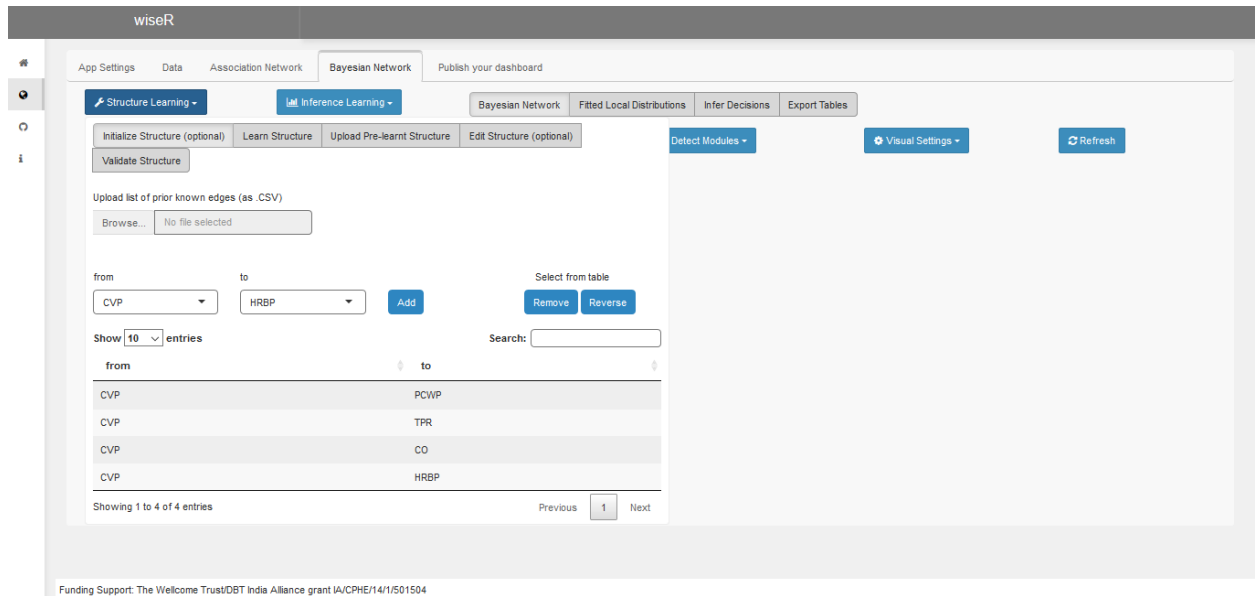 wiseR
App Settings Data Association Network Bayesian Network Publish your dashboard
Structure Learning Inference Learning Bayesian Network Fitted Local Distributions Infer Decisions Export Tables
Initialize Structure (optional) Learn Structure Upload Pre-learnt Structure Edit Structure (optional) Detect Modules Visual Settings Refresh
Validate Structure
Upload list of prior known edges (as .CSV)
Browse... No file selected
from to Select from table
CVP HRBP Add Remove Reverse
Show 10 entries Search:
from to
CVP PCWP
CVP TPR
CVP CO
CVP HRBP
Showing 1 to 4 of 4 entries Previous 1 Next
Funding Support: The Wellcome Trust/DBT India Alliance grant IA/CPHE/14/1/501504